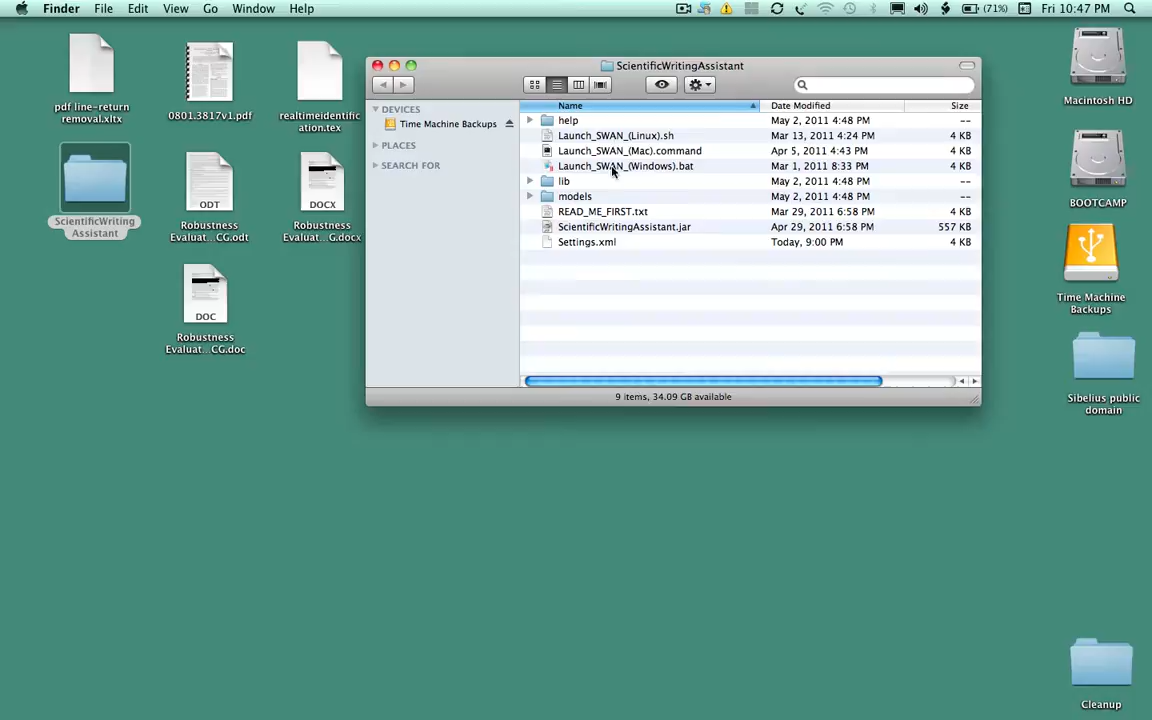 Finder File Edit View Go Window Help (71%) Fri 10:47 PM
pdf line-return
removal.xltx
0801.3817v1.pdf
realtimeidentific
ation.tex
ScientificWriting
Assistant
ODT
Robustness
Evaluat...CG.odt
DOCX
Robustness
Evaluat...G.docx
DOC
Robustness
Evaluat...CG.doc
ScientificWritingAssistant
DEVICES
Time Machine Backups
PLACES
SEARCH FOR
Name Date Modified Size
help May 2, 2011 4:48 PM --
Launch_SWAN_(Linux).sh Mar 13, 2011 4:24 PM 4 KB
Launch_SWAN_(Mac).command Apr 5, 2011 4:43 PM 4 KB
Launch_SWAN_(Windows).bat Mar 1, 2011 8:33 PM 4 KB
lib May 2, 2011 4:48 PM --
models May 2, 2011 4:48 PM --
READ_ME_FIRST.txt Mar 29, 2011 6:58 PM 4 KB
ScientificWritingAssistant.jar Apr 29, 2011 6:58 PM 557 KB
Settings.xml Today, 9:00 PM 4 KB
9 items, 34.09 GB available
Macintosh HD
BOOTCAMP
Time Machine
Backups
Sibelius public
domain
Cleanup